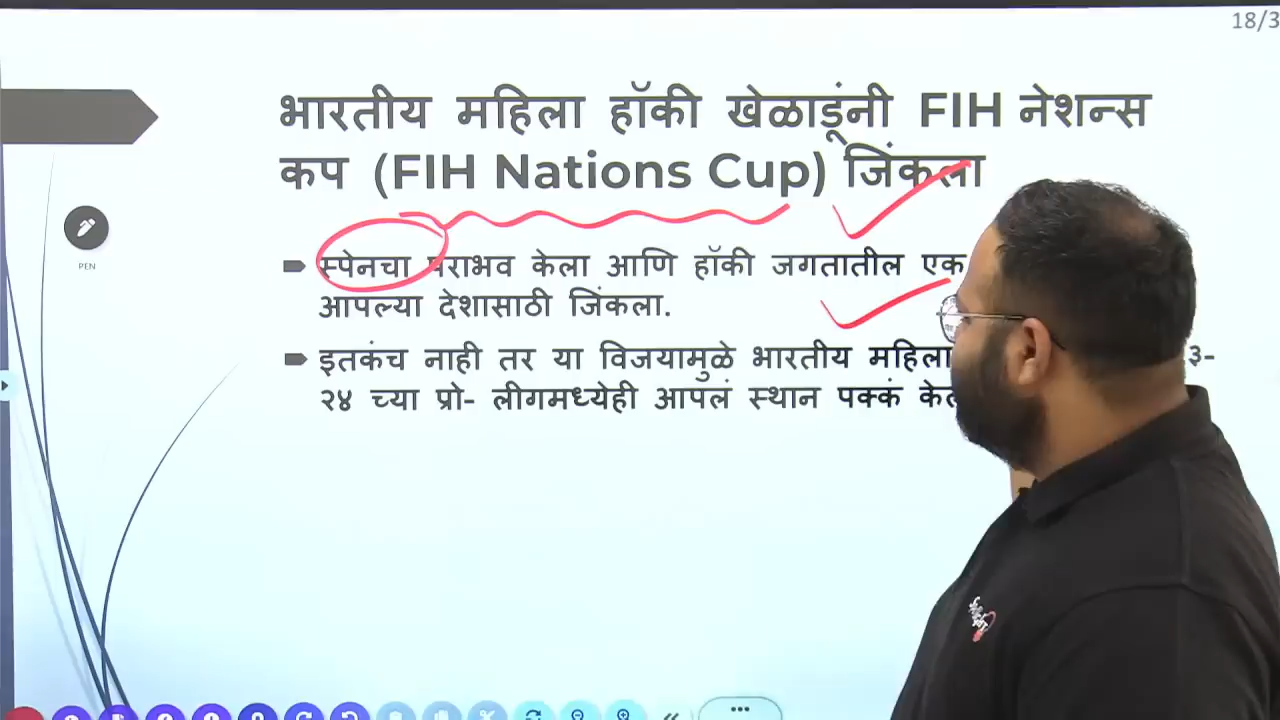 18/3
भारतीय महिला हॉकी खेळाडूंनी FIH नेशन्स
कप (FIH Nations Cup) जिंकला
PEN
स्पेनचा पराभव केला आणि हॉकी जगतातील एक
आपल्या देशासाठी जिंकला.
इतकंच नाही तर या विजयामुळे भारतीय महिला ३-
२४ च्या प्रो- लीगमध्येही आपलं स्थान पक्कं